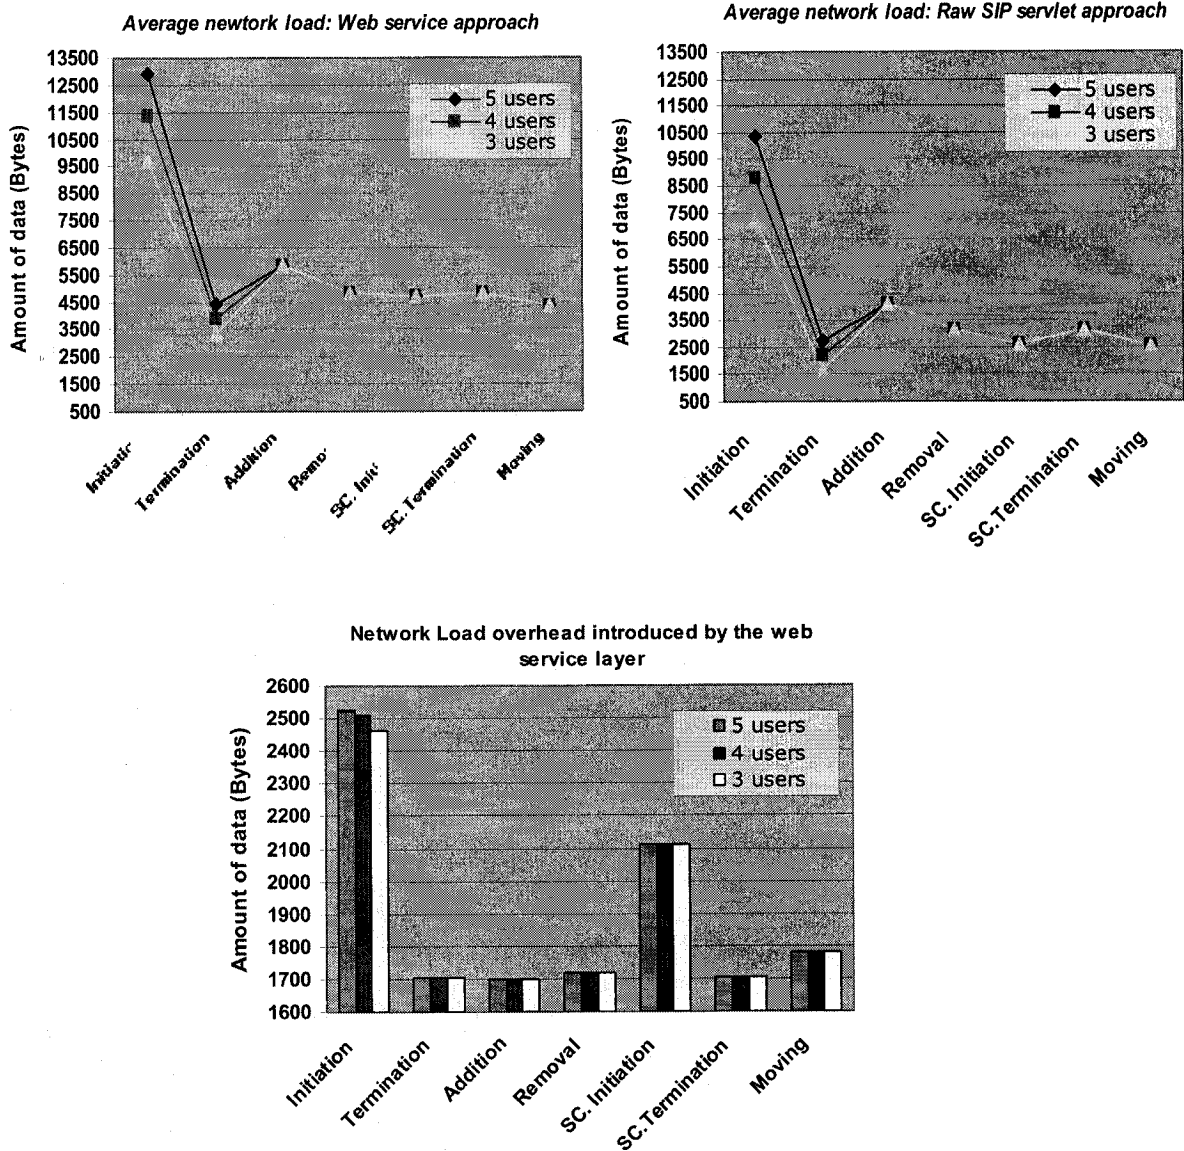 Average newtork load: Web service approach
Amount of data (Bytes)
13500
12500
11500
10500
9500
8500
7500
6500
5500
4500
3500
2500
1500
500
5 users
4 users
3 users
Termination
Addition
SC. Termination
Moving
Average network load: Raw SIP servlet approach
Amount of data (Bytes)
13500
12500
11500
10500
9500
8500
7500
6500
5500
4500
3500
2500
1500
500
5 users
4 users
3 users
Initiation
Termination
Addition
Removal
SC. Initiation
SC.Termination
Moving
Network Load overhead introduced by the web
service layer
Amount of data (Bytes)
2600
2500
2400
2300
2200
2100
2000
1900
1800
1700
1600
5 users
4 users
3 users
Initiation
Termination
Addition
Removal
SC. Initiation
SC.Termination
Moving